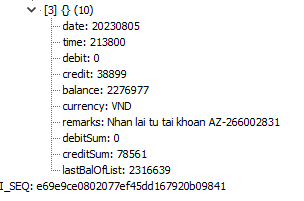 [3] {} (10)
date: 20230805
time: 213800
debit: 0
credit: 38899
balance: 2276977
currency: VND
remarks: Nhan lai tu tai khoan AZ-266002831
debitSum: 0
creditSum: 78561
lastBalOfList: 2316639
I_SEQ: e69e9ce0802077ef45dd167920b09841